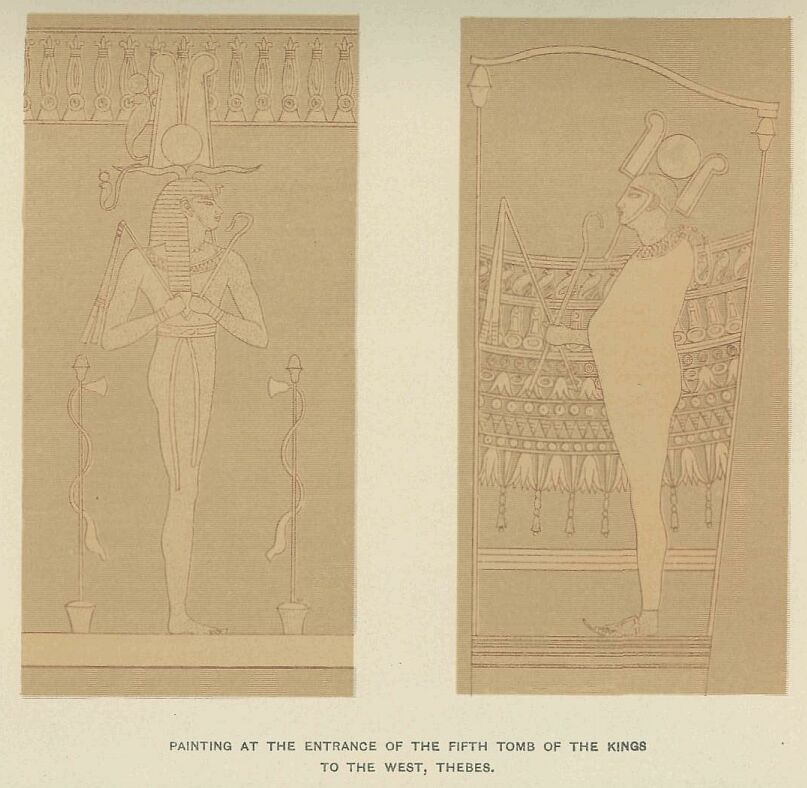 PAINTING AT THE ENTRANCE OF THE FIFTH TOMB OF THE KINGS
TO THE WEST, THEBES.